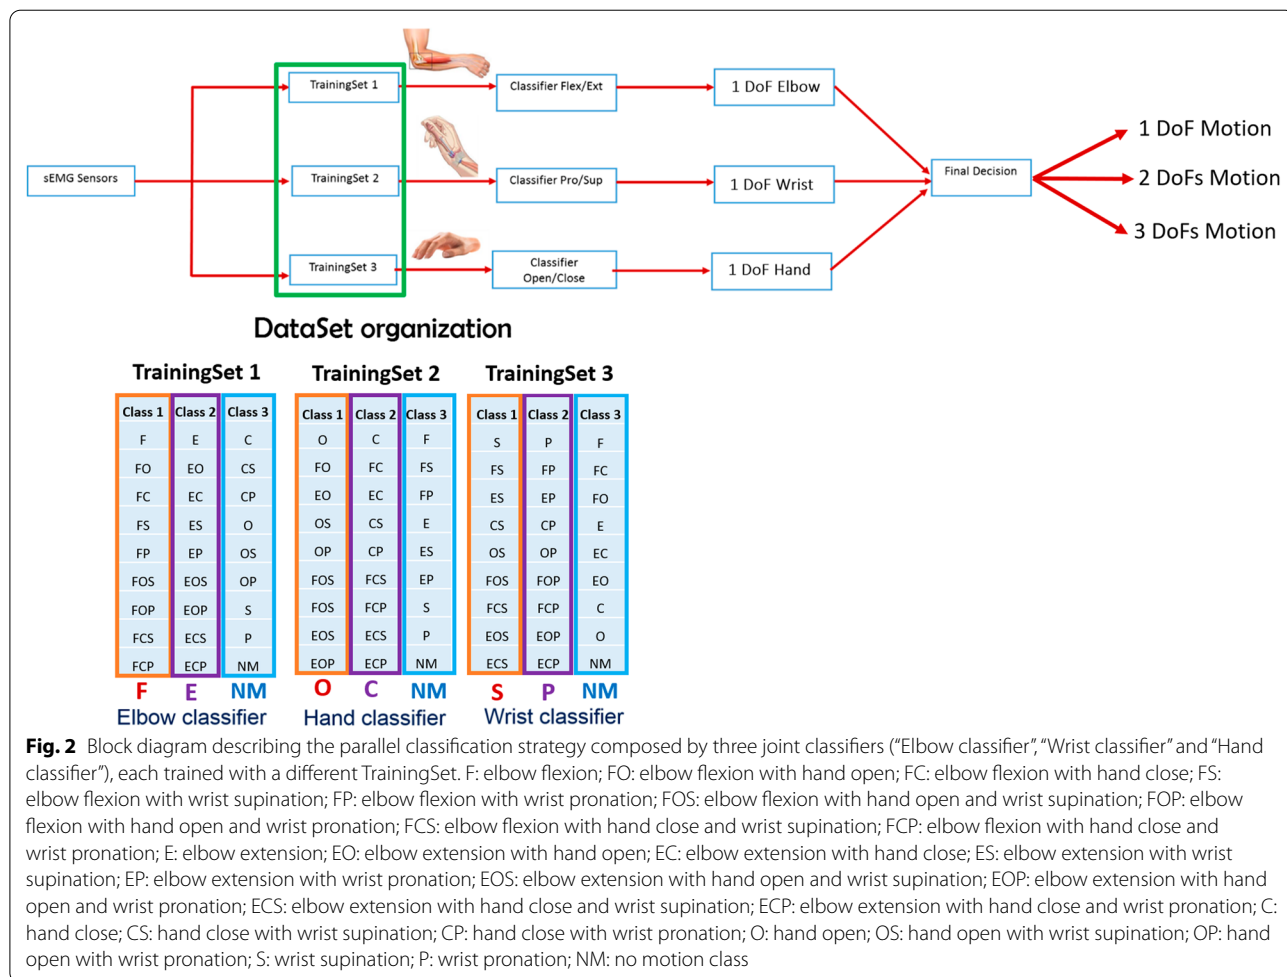 TrainingSet 1
Classifier Flex/Ext
1 DoF Elbow
1 DoF Motion
sEMG Sensors
TrainingSet 2
Classifier Pro/Sup
1 DoF Wrist
Final Decision
2 DoFs Motion
3 DoFs Motion
TrainingSet 3
Classifier
Open/Close
1 DoF Hand
DataSet organization
TrainingSet 1 TrainingSet 2 TrainingSet 3
Class 1 Class 2 Class 3 Class 1 Class 2 Class 3 Class 1 Class 2 Class 3
F E C O C F S P F
FO EO CS FO FC FS FS FP FC
FC EC CP EO EC FP ES EP FO
FS ES O OS CS E CS CP E
FP EP OS OP CP ES OS OP EC
FOS EOS OP FOS FCS EP FOS FOP EO
FOP EOP S FOS FCP S FCS FCP C
FCS ECS P EOS ECS P EOS EOP O
FCP ECP NM EOP ECP NM ECS ECP NM
F E NM O C NM S P NM
Elbow classifier Hand classifier Wrist classifier
Fig. 2 Block diagram describing the parallel classification strategy composed by three joint classifiers (“Elbow classifier”, “Wrist classifier” and “Hand
classifier”), each trained with a different TrainingSet. F: elbow flexion; FO: elbow flexion with hand open; FC: elbow flexion with hand close; FS:
elbow flexion with wrist supination; FP: elbow flexion with wrist pronation; FOS: elbow flexion with hand open and wrist supination; FOP: elbow
flexion with hand open and wrist pronation; FCS: elbow flexion with hand close and wrist supination; FCP: elbow flexion with hand close and
wrist pronation; E: elbow extension; EO: elbow extension with hand open; EC: elbow extension with hand close; ES: elbow extension with wrist
supination; EP: elbow extension with wrist pronation; EOS: elbow extension with hand open and wrist supination; EOP: elbow extension with hand
open and wrist pronation; ECS: elbow extension with hand close and wrist supination; ECP: elbow extension with hand close and wrist pronation; C:
hand close; CS: hand close with wrist supination; CP: hand close with wrist pronation; O: hand open; OS: hand open with wrist supination; OP: hand
open with wrist pronation; S: wrist supination; P: wrist pronation; NM: no motion class